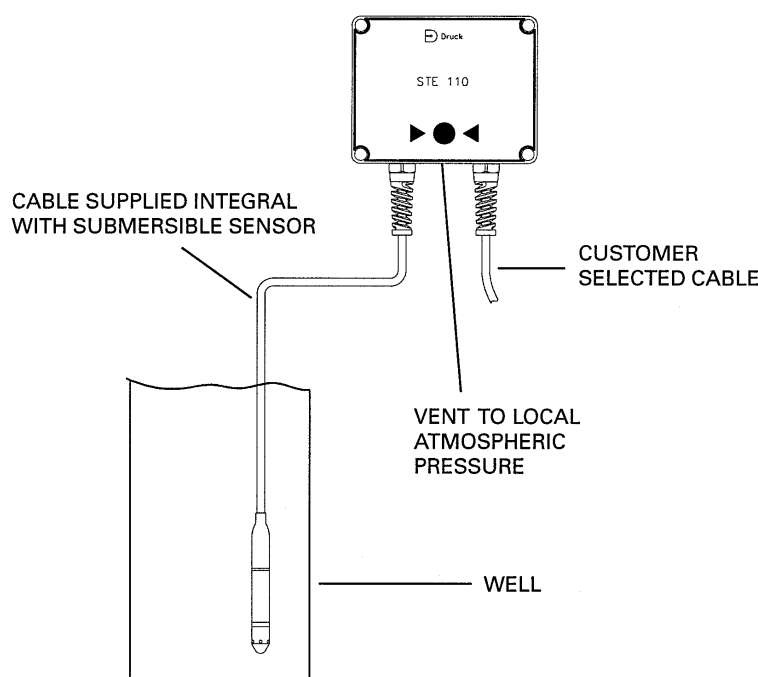 Druck
STE 110
CABLE SUPPLIED INTEGRAL
WITH SUBMERSIBLE SENSOR
CUSTOMER
SELECTED CABLE
VENT TO LOCAL
ATMOSPHERIC
PRESSURE
WELL